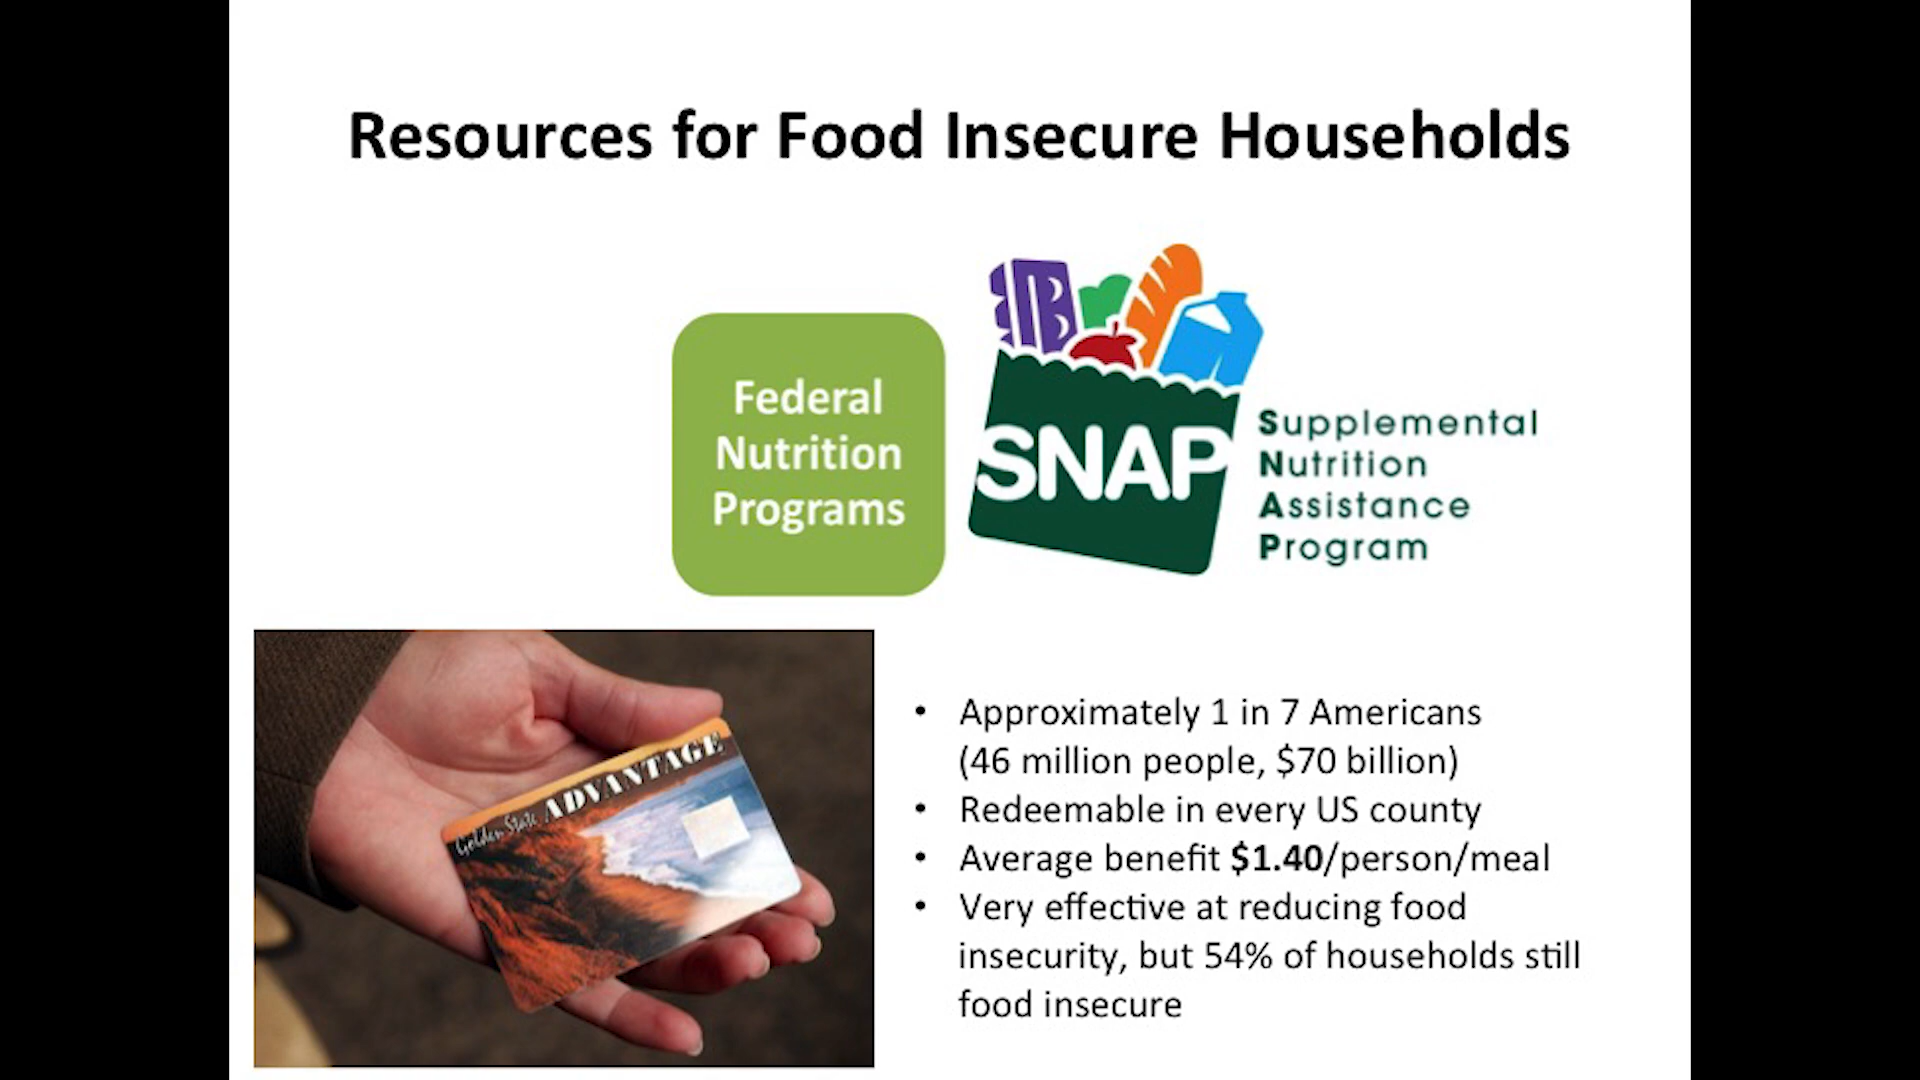 Resources for Food Insecure Households
Federal
Nutrition
Programs
SNAP
Supplemental
Nutrition
Assistance
Program
Golden State ADVANTAGE
• Approximately 1 in 7 Americans
(46 million people, $70 billion)
• Redeemable in every US county
• Average benefit $1.40/person/meal
• Very effective at reducing food
insecurity, but 54% of households still
food insecure